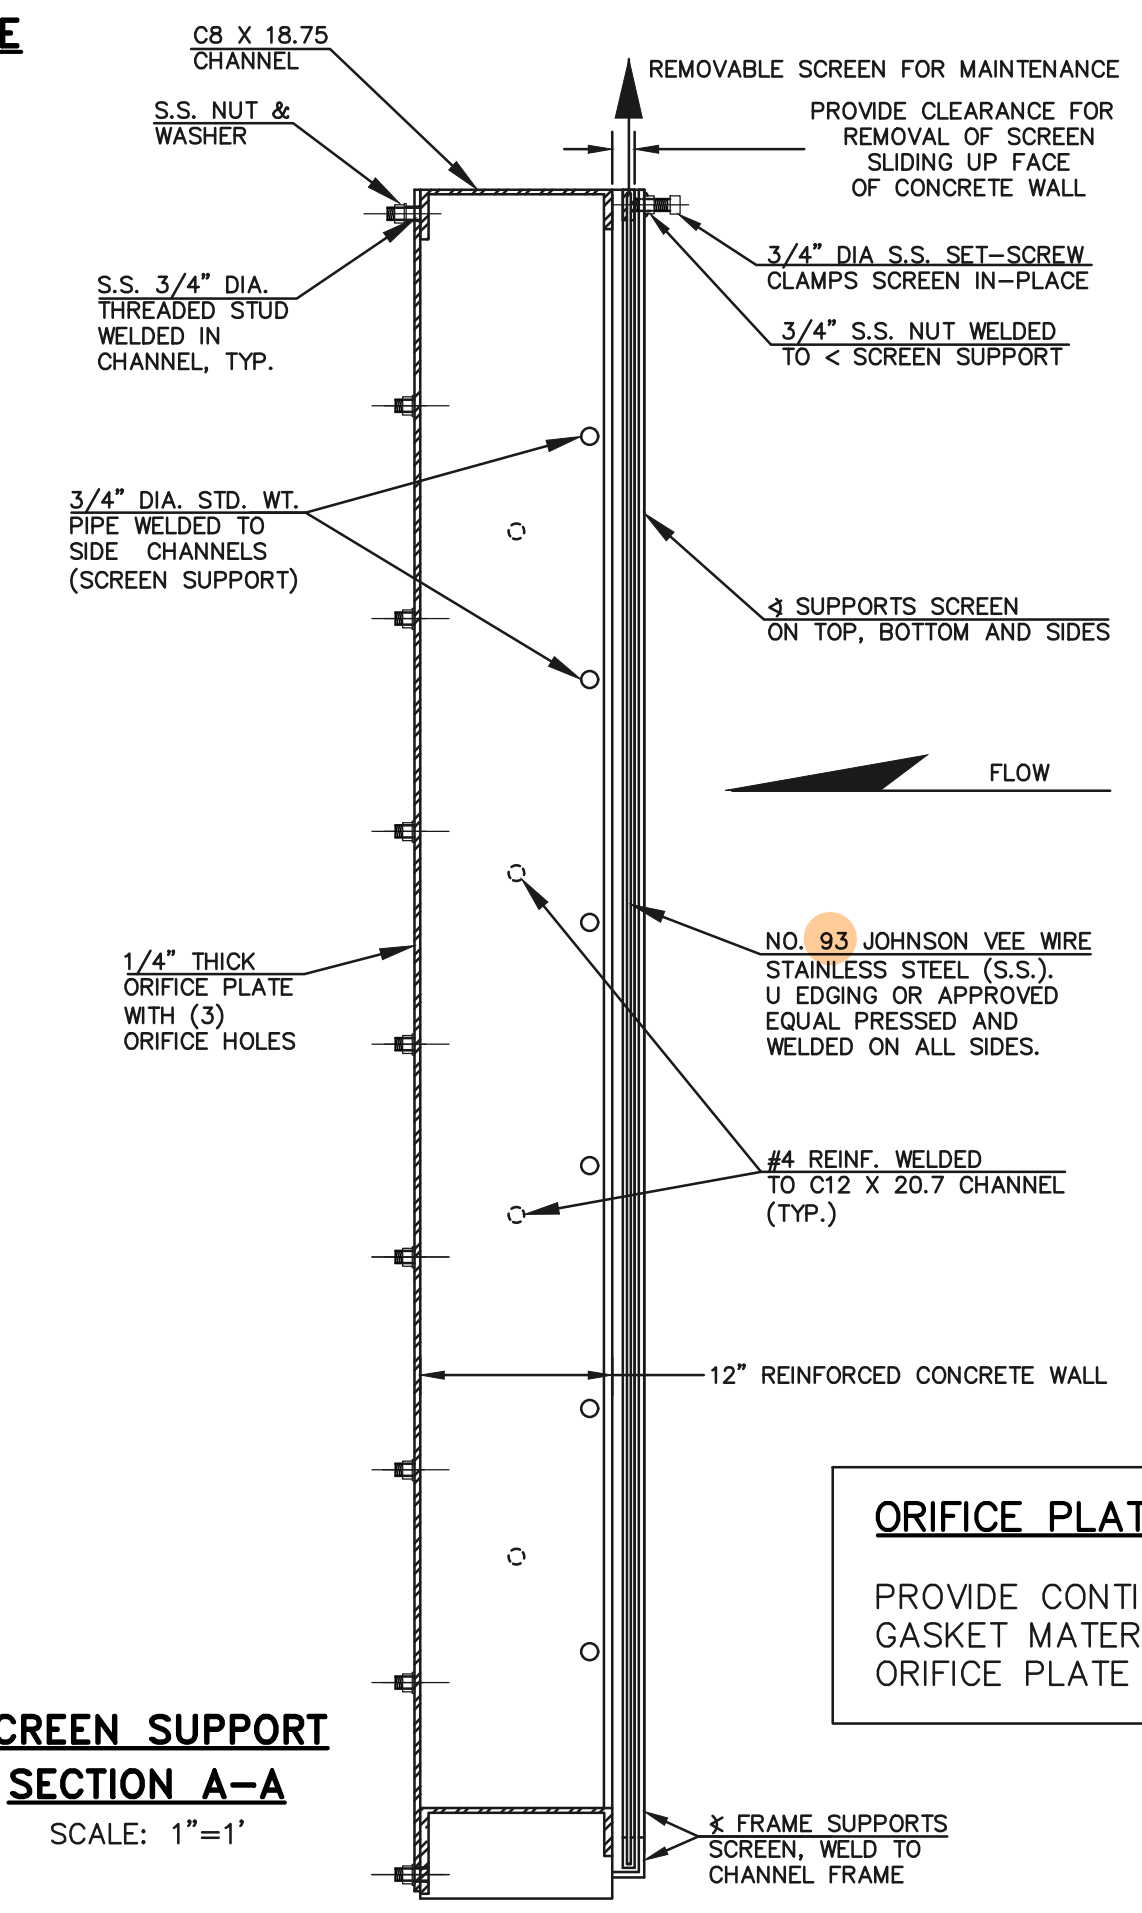 E
C8 X 18.75
CHANNEL
REMOVABLE SCREEN FOR MAINTENANCE
S.S. NUT &
WASHER
PROVIDE CLEARANCE FOR
REMOVAL OF SCREEN
SLIDING UP FACE
OF CONCRETE WALL
3/4" DIA S.S. SET-SCREW
CLAMPS SCREEN IN-PLACE
S.S. 3/4" DIA.
THREADED STUD
WELDED IN
CHANNEL, TYP.
3/4" S.S. NUT WELDED
TO < SCREEN SUPPORT
3/4" DIA. STD. WT.
PIPE WELDED TO
SIDE CHANNELS
(SCREEN SUPPORT)
∢ SUPPORTS SCREEN
ON TOP, BOTTOM AND SIDES
FLOW
NO. 93 JOHNSON VEE WIRE
STAINLESS STEEL (S.S.).
U EDGING OR APPROVED
EQUAL PRESSED AND
WELDED ON ALL SIDES.
1/4" THICK
ORIFICE PLATE
WITH (3)
ORIFICE HOLES
#4 REINF. WELDED
TO C12 X 20.7 CHANNEL
(TYP.)
12" REINFORCED CONCRETE WALL
ORIFICE PLAT
PROVIDE CONTI
GASKET MATER
ORIFICE PLATE
CREEN SUPPORT
SECTION A-A
SCALE: 1"=1'
∢ FRAME SUPPORTS
SCREEN, WELD TO
CHANNEL FRAME